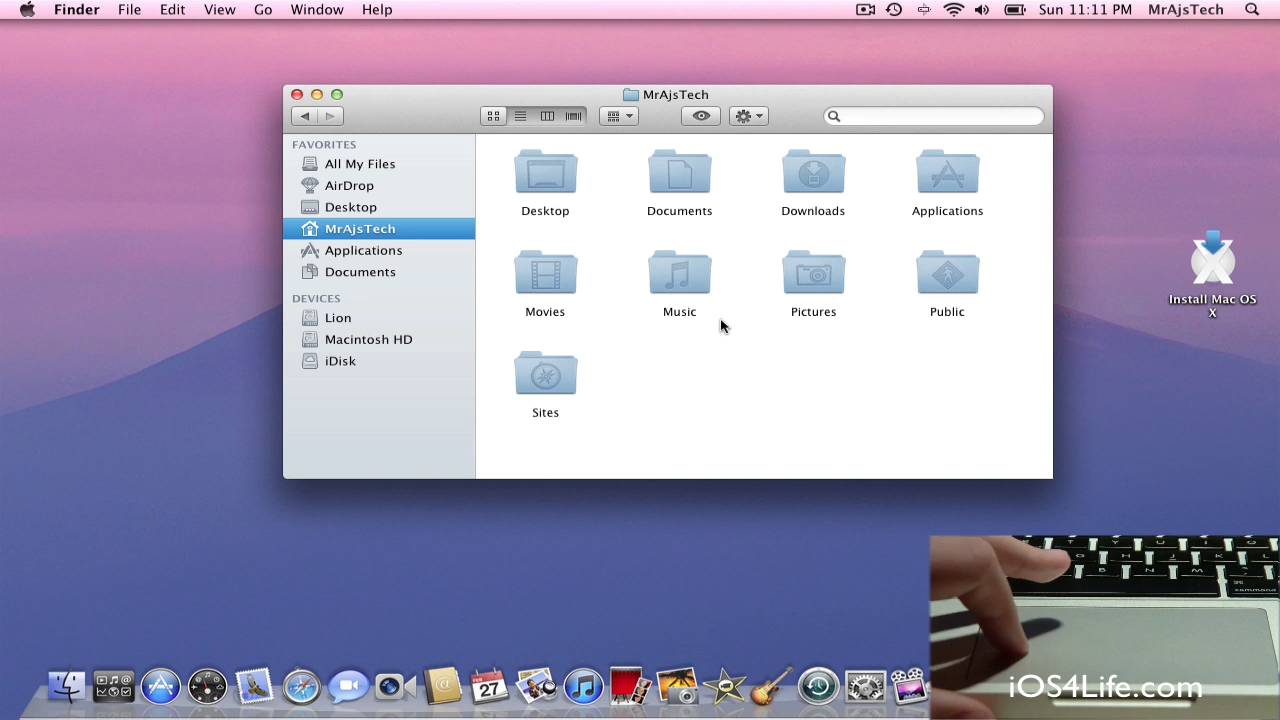 Finder File Edit View Go Window Help Sun 11:11 PM MrAjsTech
MrAjsTech
FAVORITES
All My Files
AirDrop
Desktop
MrAjsTech
Applications
Documents
DEVICES
Lion
Macintosh HD
iDisk
Desktop Documents Downloads Applications
Movies Music Pictures Public
Sites
Install Mac OS
X
FEB
27
command
iOS4Life.com